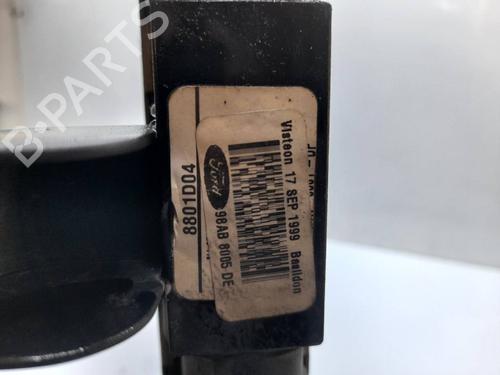 Visteon 17 SEP 1999 Basildon
Ford
98AB 8005 DE
8801D04
B-PARTS